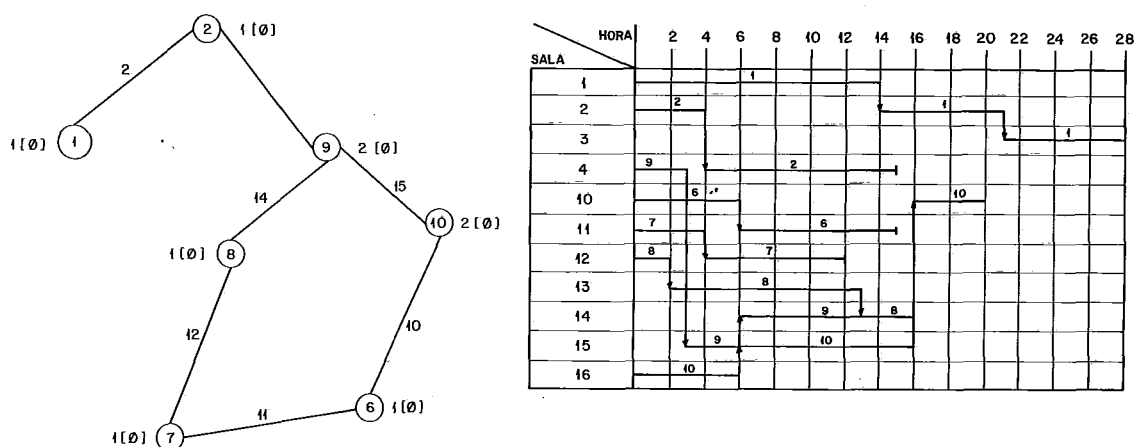 2 1[Ø]
2
1[Ø] 1
9 2[Ø]
14 15
1[Ø] 8
10 2[Ø]
12 10
11
6 1[Ø]
1[Ø] 7
HORA 2 4 6 8 10 12 14 16 18 20 22 24 26 28
SALA
1 1
2 2 1
3 1
4 9 2
10 6 10
11 7 6
12 8 7
13 8
14 9 8
15 9 10
16 10